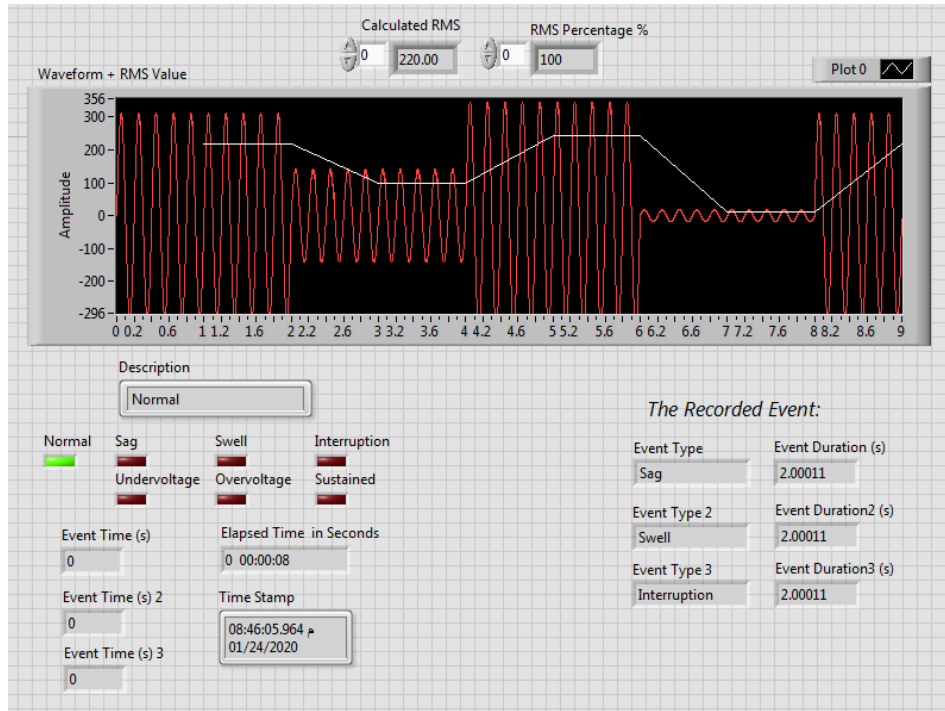 Calculated RMS
RMS Percentage %
0
220.00
0
100
Waveform + RMS Value
Plot 0
Amplitude
356
300
200
100
0
-100
-200
-296
0 0.2 0.6 1 1.2 1.6 2 2.2 2.6 3 3.2 3.6 4 4.2 4.6 5 5.2 5.6 6 6.2 6.6 7 7.2 7.6 8 8.2 8.6 9
Description
Normal
Normal Sag Swell Interruption
Undervoltage Overvoltage Sustained
Event Time (s)
0
Event Time (s) 2
0
Event Time (s) 3
0
Elapsed Time in Seconds
0 00:00:08
Time Stamp
08:46:05.964 م
01/24/2020
The Recorded Event:
Event Type Event Duration (s)
Sag 2.00011
Event Type 2 Event Duration2 (s)
Swell 2.00011
Event Type 3 Event Duration3 (s)
Interruption 2.00011